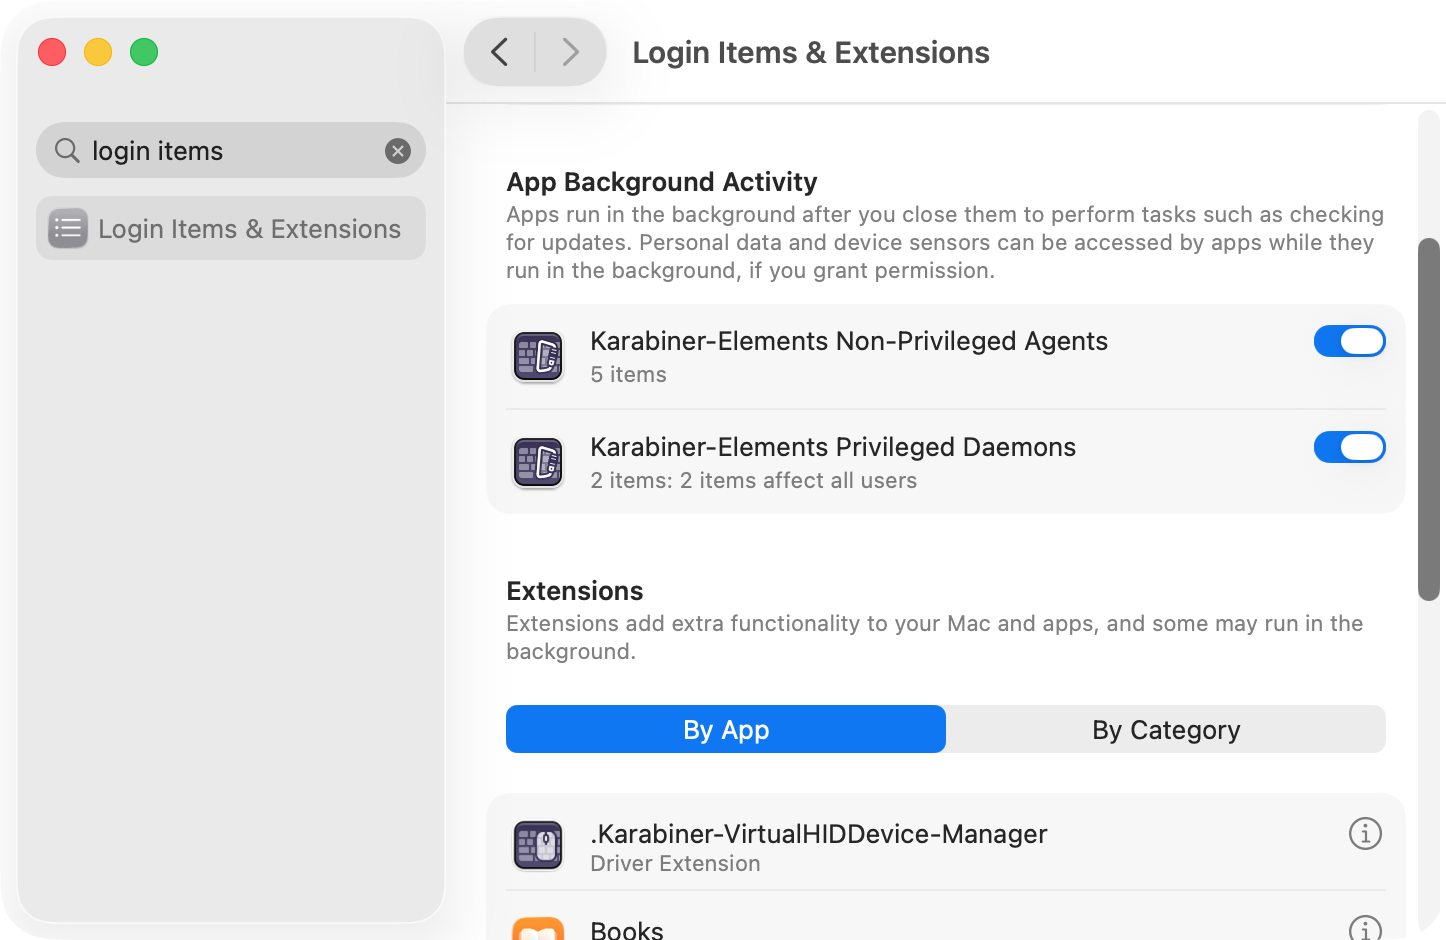 Login Items & Extensions
login items
Login Items & Extensions
App Background Activity
Apps run in the background after you close them to perform tasks such as checking
for updates. Personal data and device sensors can be accessed by apps while they
run in the background, if you grant permission.
Karabiner-Elements Non-Privileged Agents
5 items
Karabiner-Elements Privileged Daemons
2 items: 2 items affect all users
Extensions
Extensions add extra functionality to your Mac and apps, and some may run in the
background.
By App
By Category
.Karabiner-VirtualHIDDevice-Manager
Driver Extension
Books